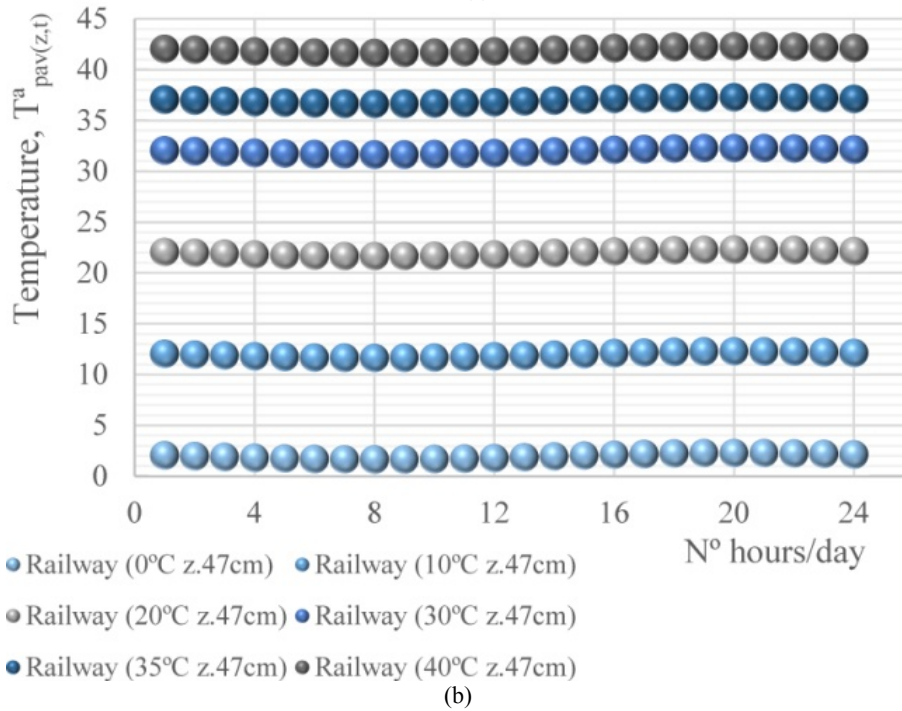 45
40
35
30
25
20
15
10
5
0
Temperature, Tª pav(z,t)
0 4 8 12 16 20 24
Nº hours/day
Railway (0ºC z.47cm) Railway (10ºC z.47cm)
Railway (20ºC z.47cm) Railway (30ºC z.47cm)
Railway (35ºC z.47cm) Railway (40ºC z.47cm)
(b)